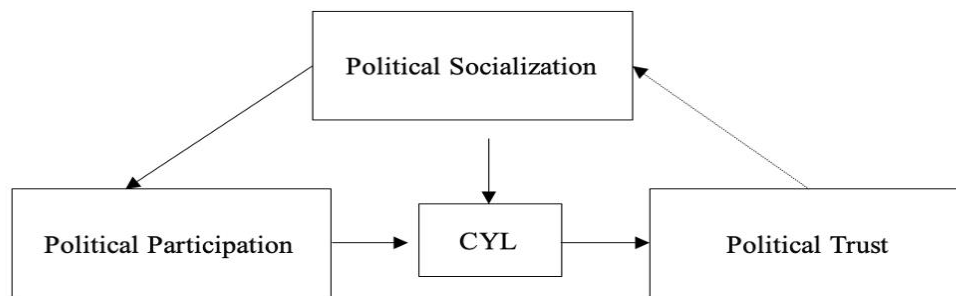 Political Socialization
Political Participation
CYL
Political Trust